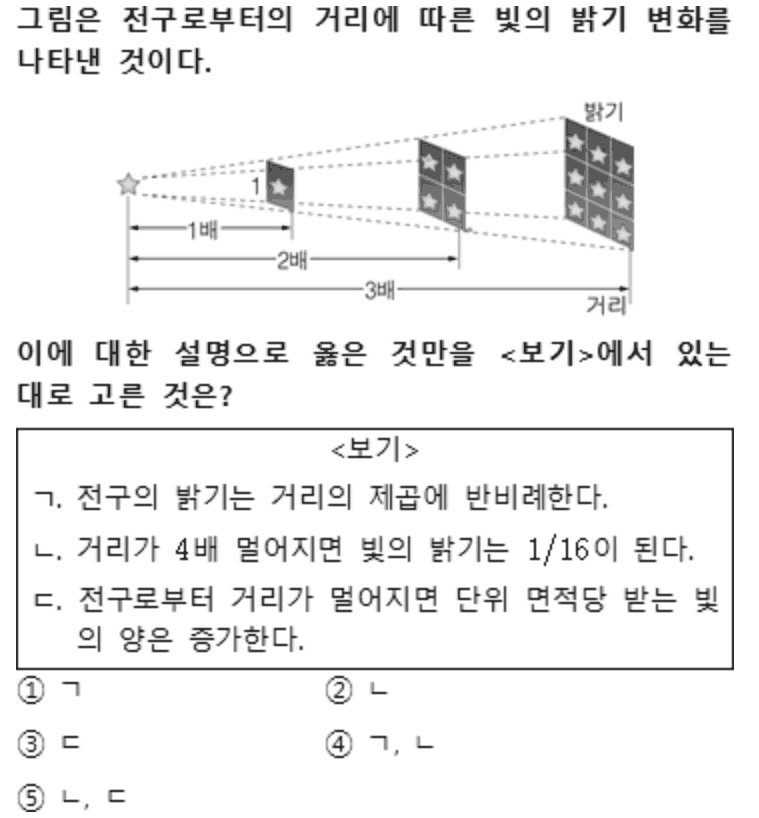 그림은 전구로부터의 거리에 따른 빛의 밝기 변화를
나타낸 것이다.
밝기
1
1배
2배
3배
거리
이에 대한 설명으로 옳은 것만을 <보기>에서 있는
대로 고른 것은?
<보기>
ㄱ. 전구의 밝기는 거리의 제곱에 반비례한다.
ㄴ. 거리가 4배 멀어지면 빛의 밝기는 1/16이 된다.
ㄷ. 전구로부터 거리가 멀어지면 단위 면적당 받는 빛
의 양은 증가한다.
① ㄱ ② ㄴ
③ ㄷ ④ ㄱ, ㄴ
⑤ ㄴ, ㄷ